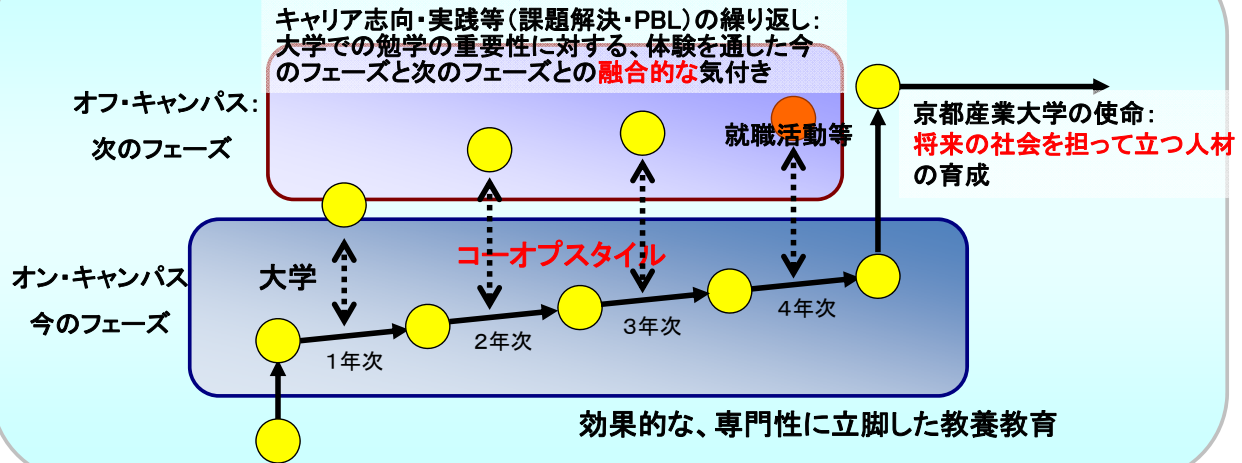 キャリア志向・実践等（課題解決・PBL）の繰り返し：
大学での勉学の重要性に対する、体験を通した今
のフェーズと次のフェーズとの融合的な気付き
オフ・キャンパス：
次のフェーズ
就職活動等
京都産業大学の使命：
将来の社会を担って立つ人材
の育成
オン・キャンパス
今のフェーズ
大学
コーオプスタイル
1年次
2年次
3年次
4年次
効果的な、専門性に立脚した教養教育